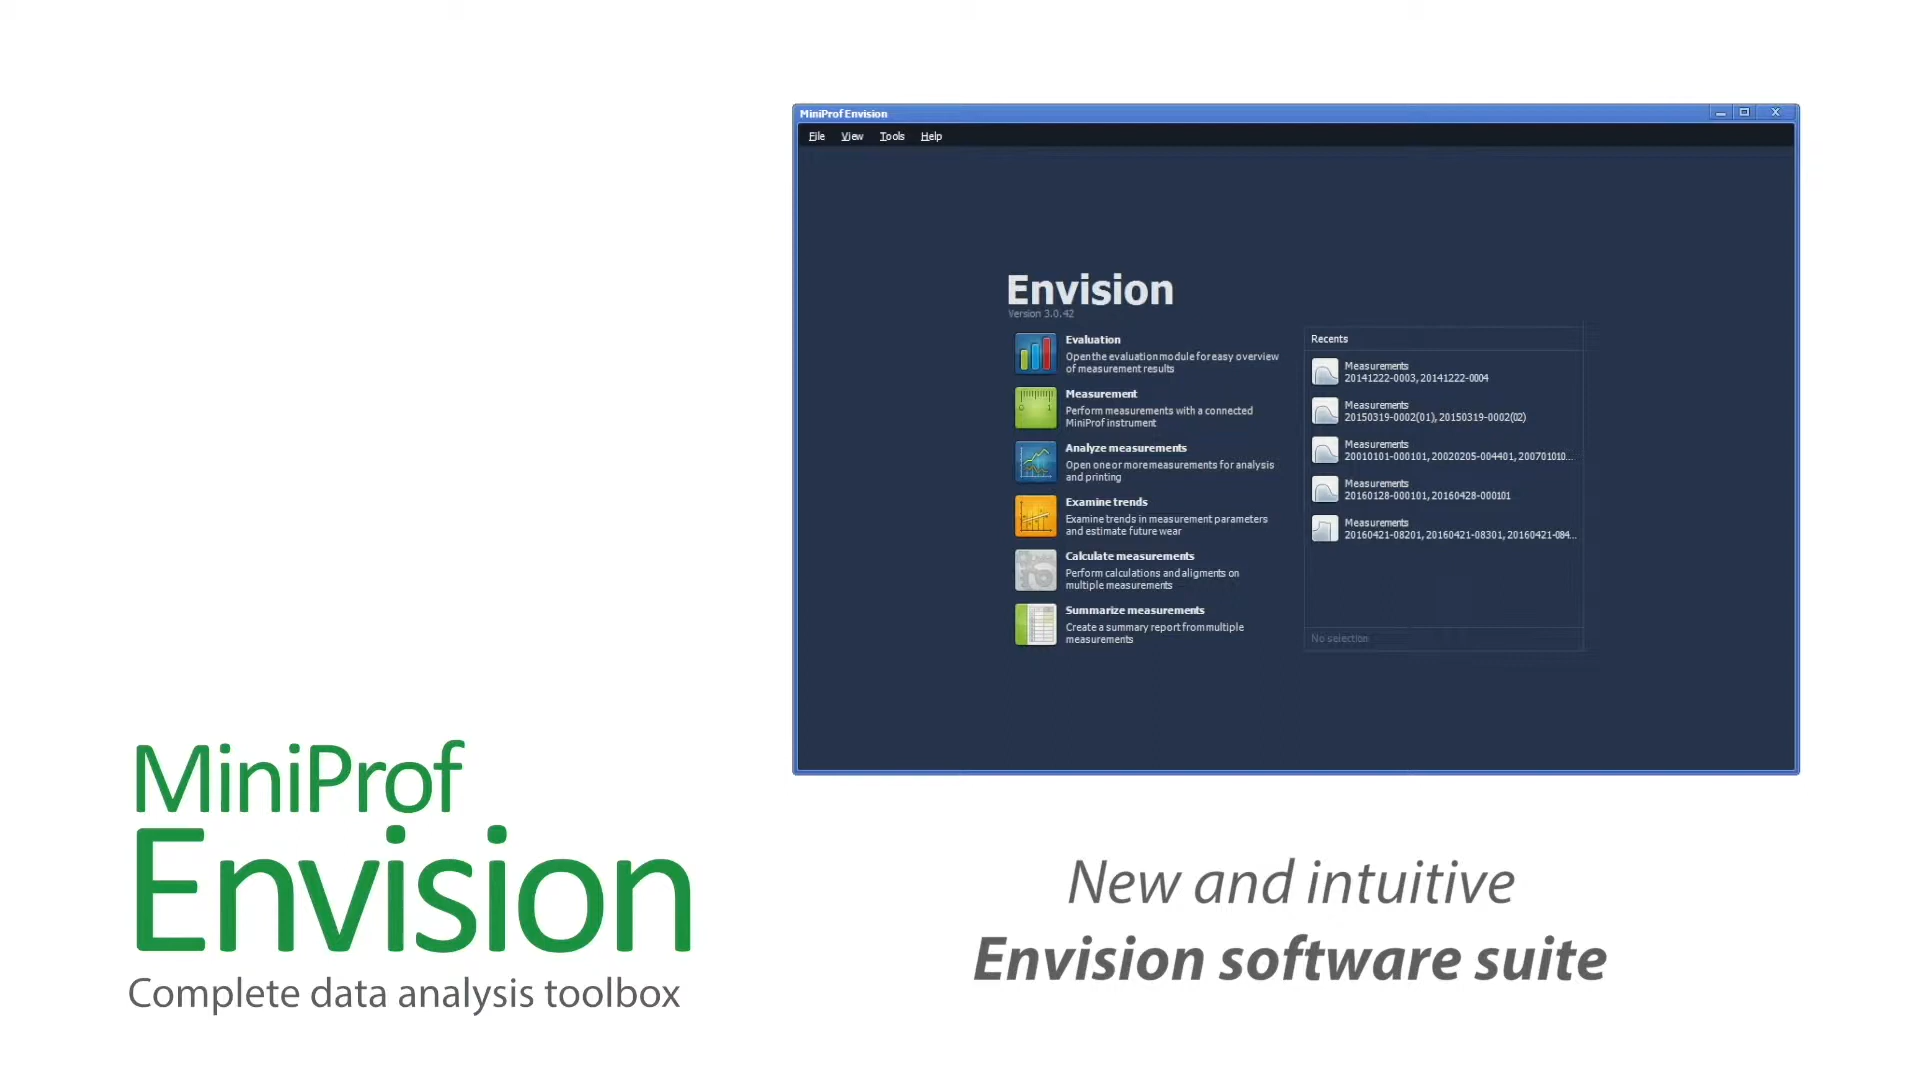 MiniProf Envision
File View Tools Help
Envision
Version 3.0.42
Evaluation
Open the evaluation module for easy overview
of measurement results
Measurement
Perform measurements with a connected
MiniProf instrument
Analyze measurements
Open one or more measurements for analysis
and printing
Examine trends
Examine trends in measurement parameters
and estimate future wear
Calculate measurements
Perform calculations and aligments on
multiple measurements
Summarize measurements
Create a summary report from multiple
measurements
Recents
Measurements
20141222-0003, 20141222-0004
Measurements
20150319-0002(01), 20150319-0002(02)
Measurements
20010101-000101, 20020205-004401, 200701010...
Measurements
20160128-000101, 20160428-000101
Measurements
20160421-08201, 20160421-08301, 20160421-084...
No selection
MiniProf
Envision
Complete data analysis toolbox
New and intuitive
Envision software suite